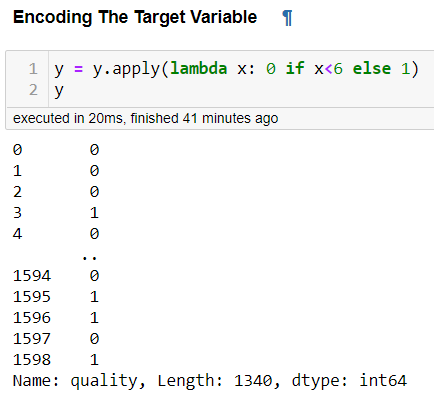 Encoding The Target Variable ¶
1 y = y.apply(lambda x: 0 if x<6 else 1)
2 y
executed in 20ms, finished 41 minutes ago
0 0
1 0
2 0
3 1
4 0
..
1594 0
1595 1
1596 1
1597 0
1598 1
Name: quality, Length: 1340, dtype: int64